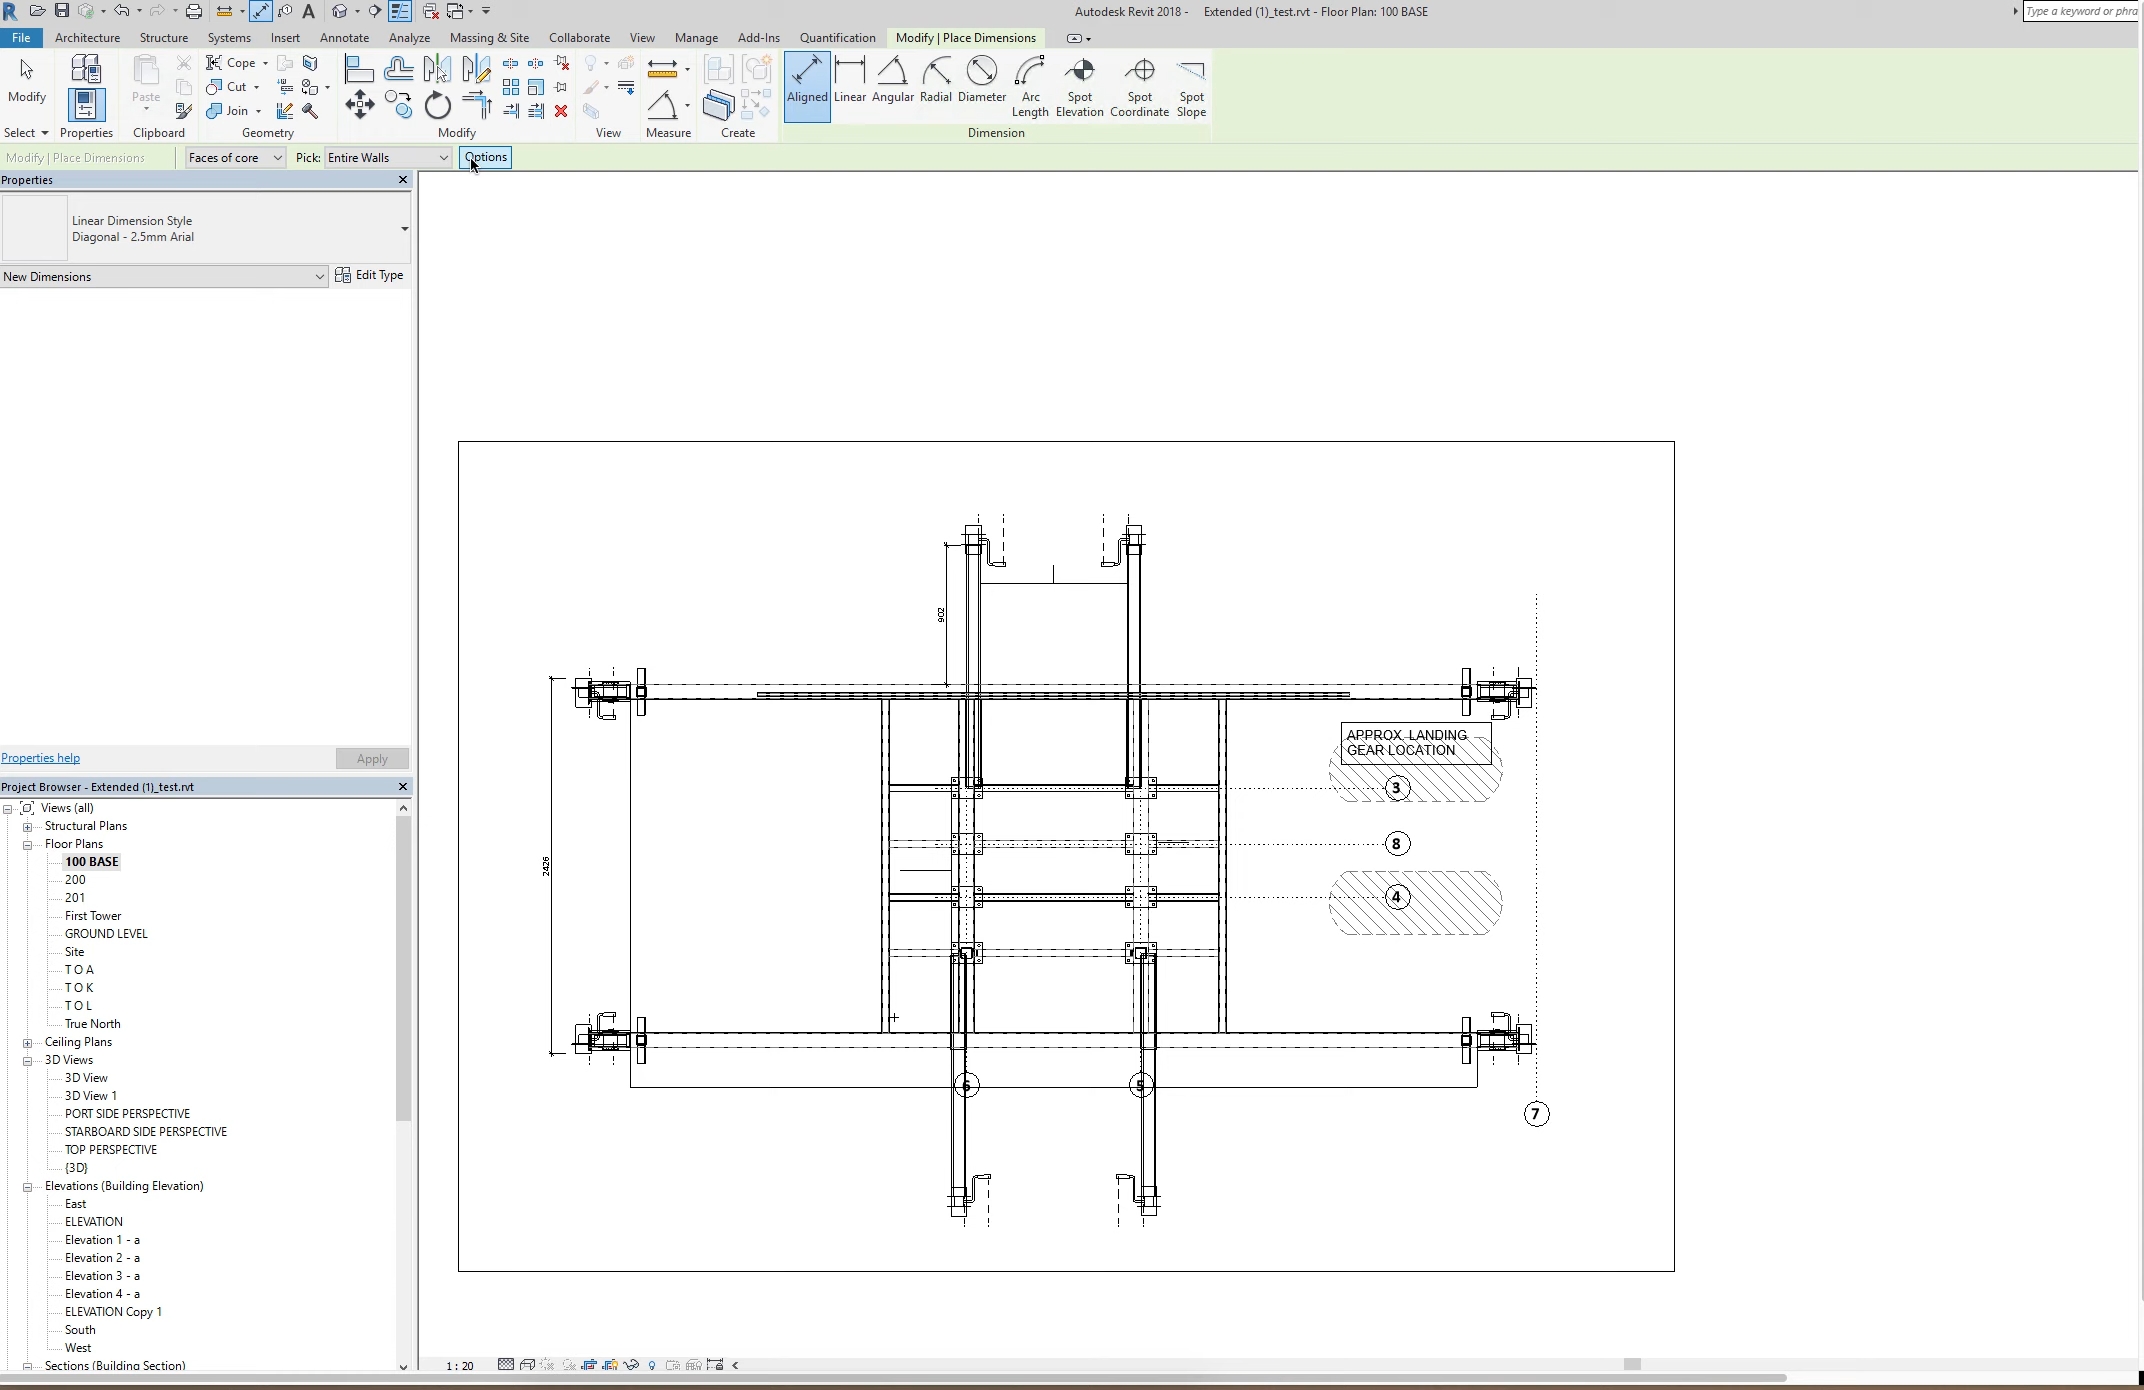 Autodesk Revit 2018 - Extended (1)_test.rvt - Floor Plan: 100 BASE
Type a keyword or phra
File Architecture Structure Systems Insert Annotate Analyze Massing & Site Collaborate View Manage Add-Ins Quantification Modify | Place Dimensions
Modify
Paste
Cope
Cut
Join
Aligned Linear Angular Radial Diameter Arc Length Spot Elevation Spot Coordinate Spot Slope
Select Properties Clipboard Geometry Modify View Measure Create Dimension
Modify | Place Dimensions Faces of core Pick: Entire Walls Options
Properties
Linear Dimension Style
Diagonal - 2.5mm Arial
New Dimensions Edit Type
Properties help Apply
Project Browser - Extended (1)_test.rvt
Views (all)
Structural Plans
Floor Plans
100 BASE
200
201
First Tower
GROUND LEVEL
Site
T O A
T O K
T O L
True North
Ceiling Plans
3D Views
3D View
3D View 1
PORT SIDE PERSPECTIVE
STARBOARD SIDE PERSPECTIVE
TOP PERSPECTIVE
{3D}
Elevations (Building Elevation)
East
ELEVATION
Elevation 1 - a
Elevation 2 - a
Elevation 3 - a
Elevation 4 - a
ELEVATION Copy 1
South
West
Sections (Building Section)
902
2426
APPROX. LANDING
GEAR LOCATION
3
8
4
6
5
7
1 : 20